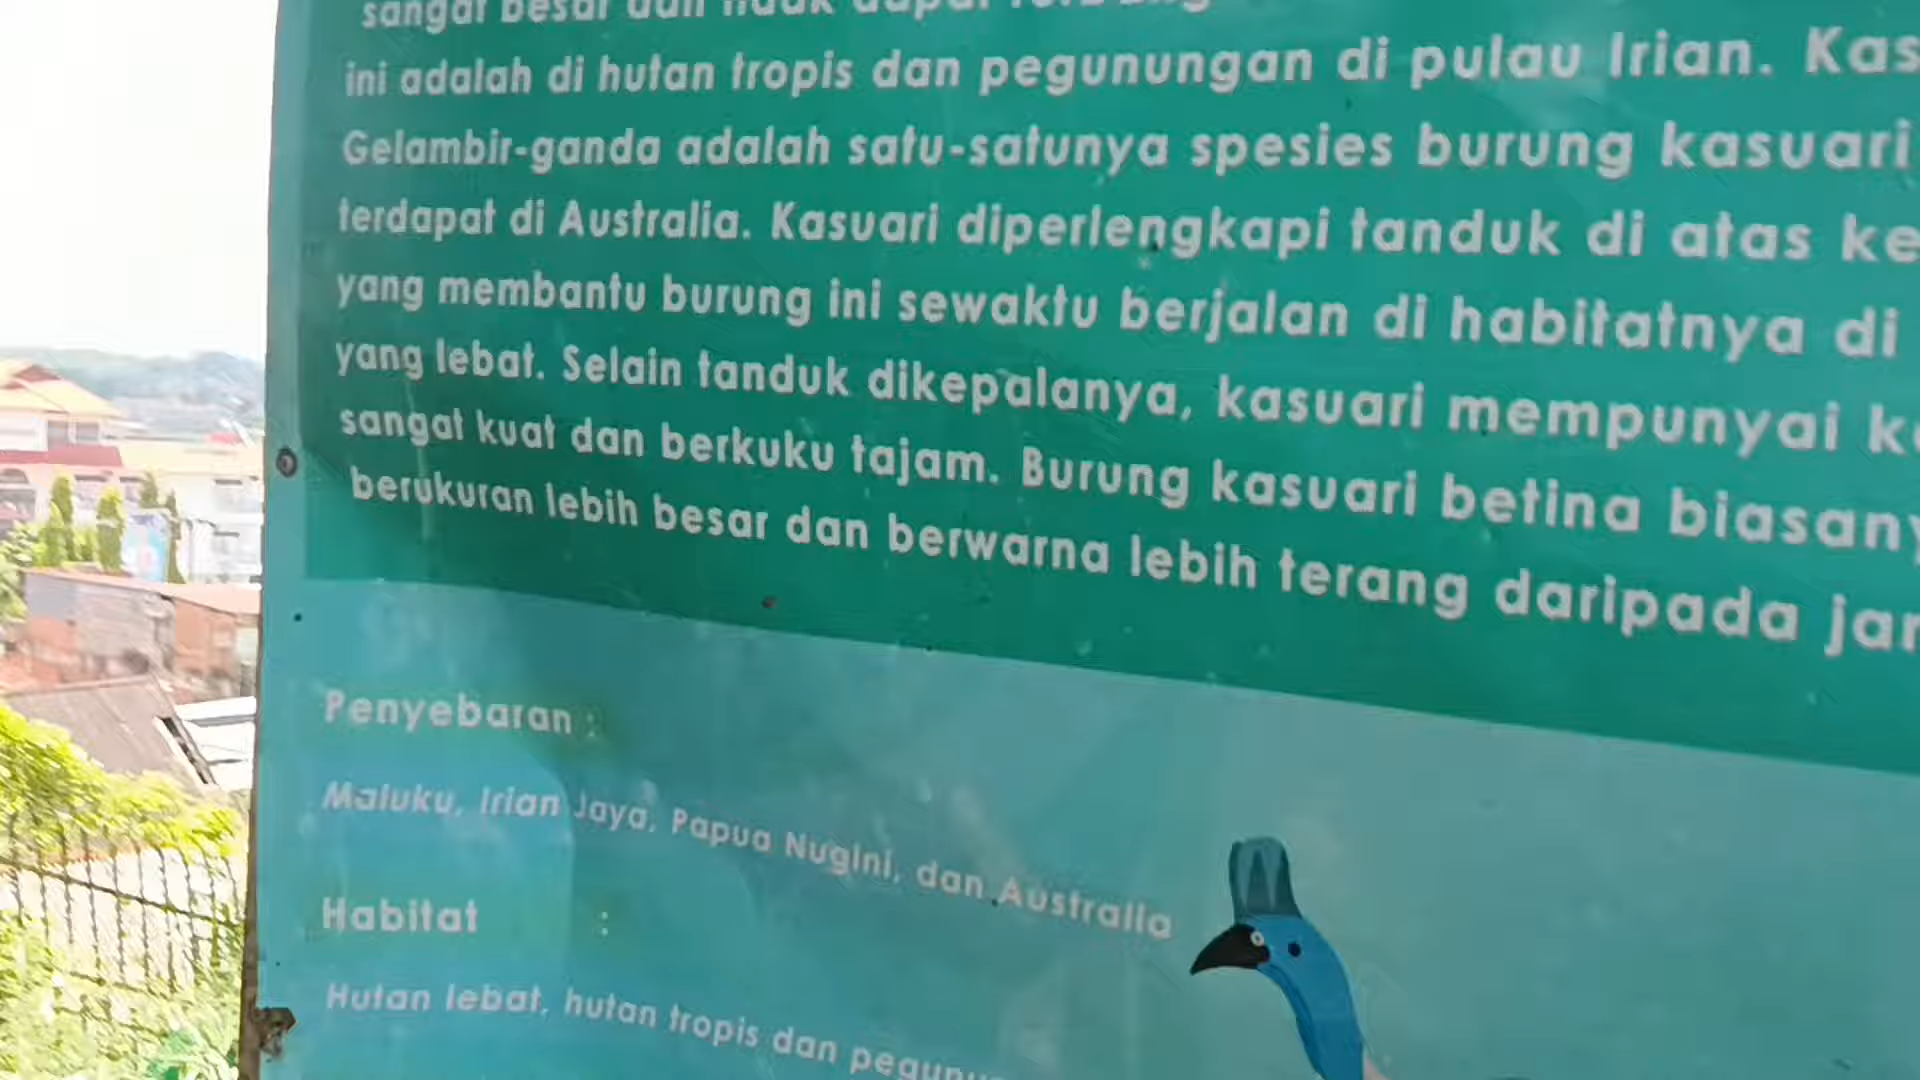 sangat besar dan tidak dapat
ini adalah di hutan tropis dan pegunungan di pulau Irian. Kas
Gelambir-ganda adalah satu-satunya spesies burung kasuari
terdapat di Australia. Kasuari diperlengkapi tanduk di atas ke
yang membantu burung ini sewaktu berjalan di habitatnya di
yang lebat. Selain tanduk dikepalanya, kasuari mempunyai k
sangat kuat dan berkuku tajam. Burung kasuari betina biasany
berukuran lebih besar dan berwarna lebih terang daripada jan
Penyebaran :
Maluku, Irian Jaya, Papua Nugini, dan Australia
Habitat :
Hutan lebat, hutan tropis dan pegunu